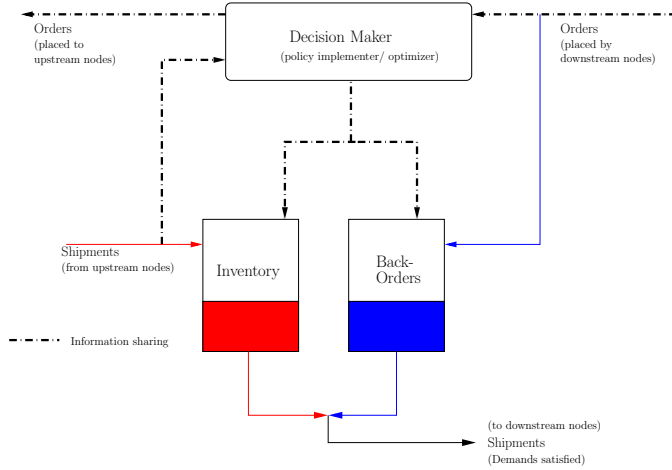 Orders
(placed to
upstream nodes)
Decision Maker
(policy implementer/ optimizer)
Orders
(placed by
downstream nodes)
Shipments
(from upstream nodes)
Inventory
Back-
Orders
Information sharing
(to downstream nodes)
Shipments
(Demands satisfied)